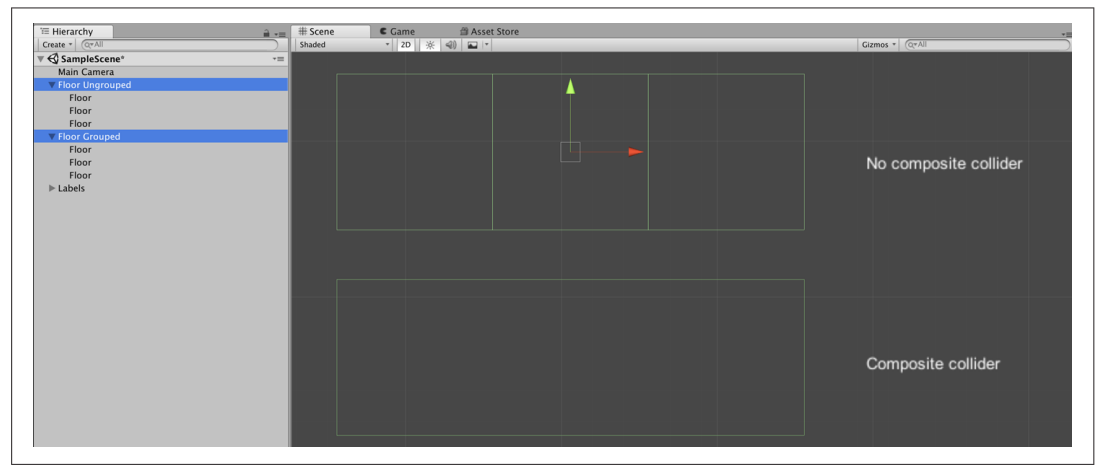 Hierarchy
Create
All
SampleScene*
Main Camera
Floor Ungrouped
Floor
Floor
Floor
Floor Grouped
Floor
Floor
Floor
Labels
Scene
Game
Asset Store
Shaded
2D
Gizmos
All
No composite collider
Composite collider